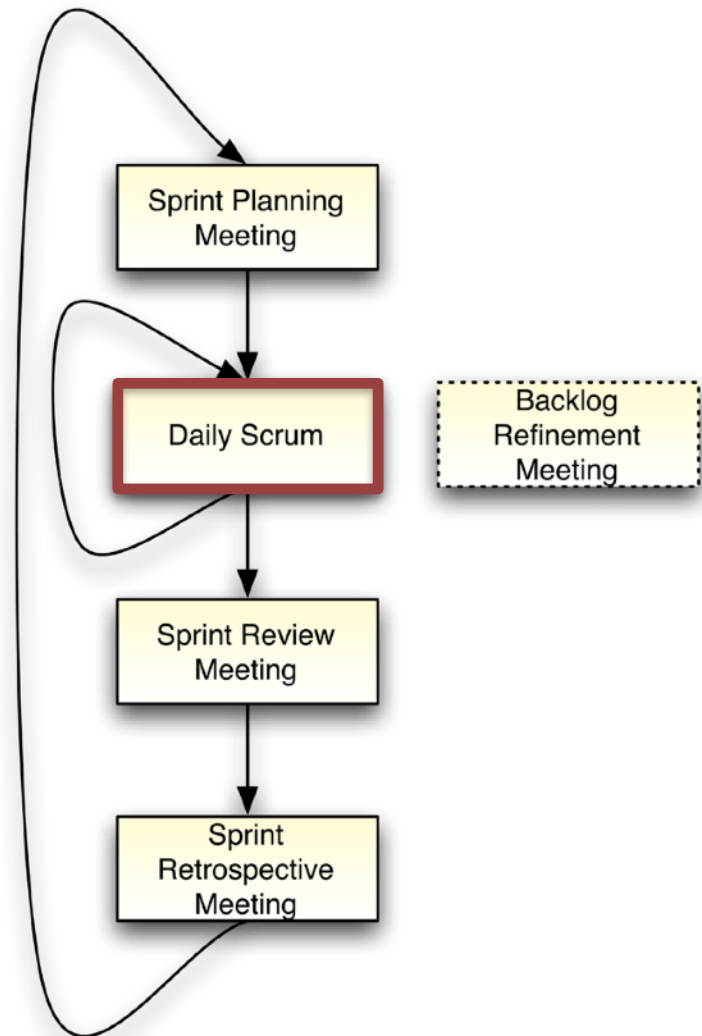 Sprint Planning
Meeting
Daily Scrum
Backlog
Refinement
Meeting
Sprint Review
Meeting
Sprint
Retrospective
Meeting